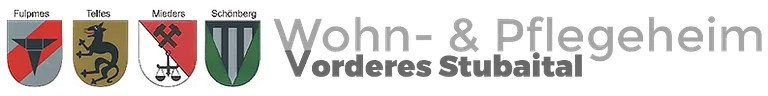 Fulpmes Telfes Mieders Schönberg
Wohn- & Pflegeheim
Vorderes Stubaital